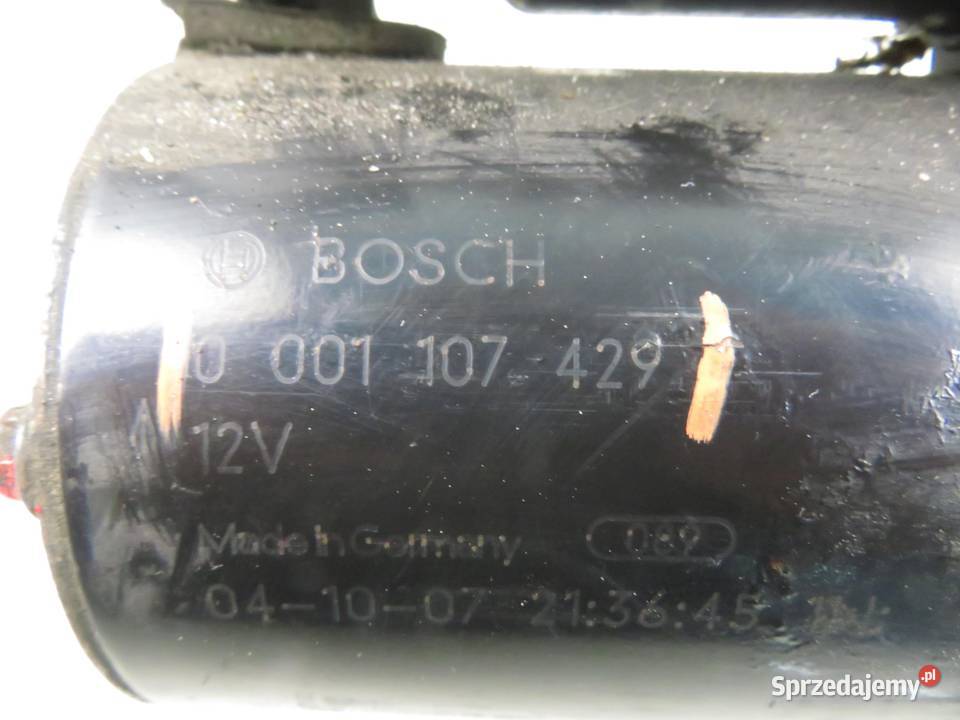 BOSCH
0 001 107 429
12V
Made in Germany 089
04-10-07 21:36:45
Sprzedajemy.pl